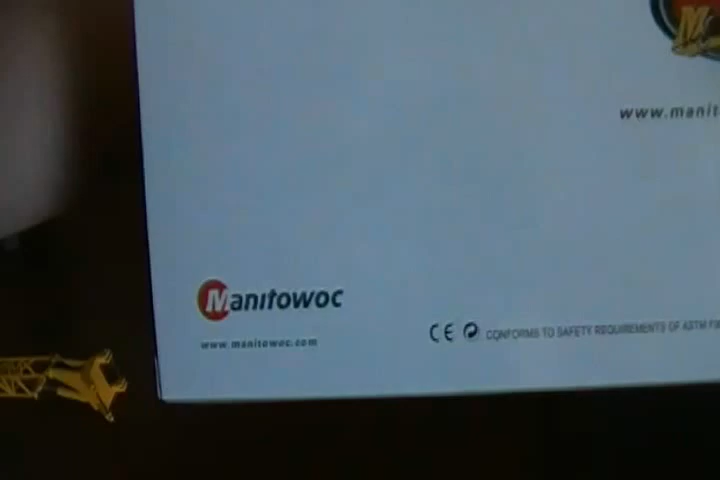 www.manit
Manitowoc
www.manitowoc.com
CE CONFORMS TO SAFETY REQUIREMENTS OF ASTM F